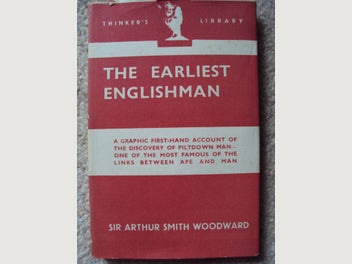 THINKER'S LIBRARY
THE EARLIEST
ENGLISHMAN
A GRAPHIC FIRST-HAND ACCOUNT OF
THE DISCOVERY OF PILTDOWN MAN—
ONE OF THE MOST FAMOUS OF THE
LINKS BETWEEN APE AND MAN
SIR ARTHUR SMITH WOODWARD